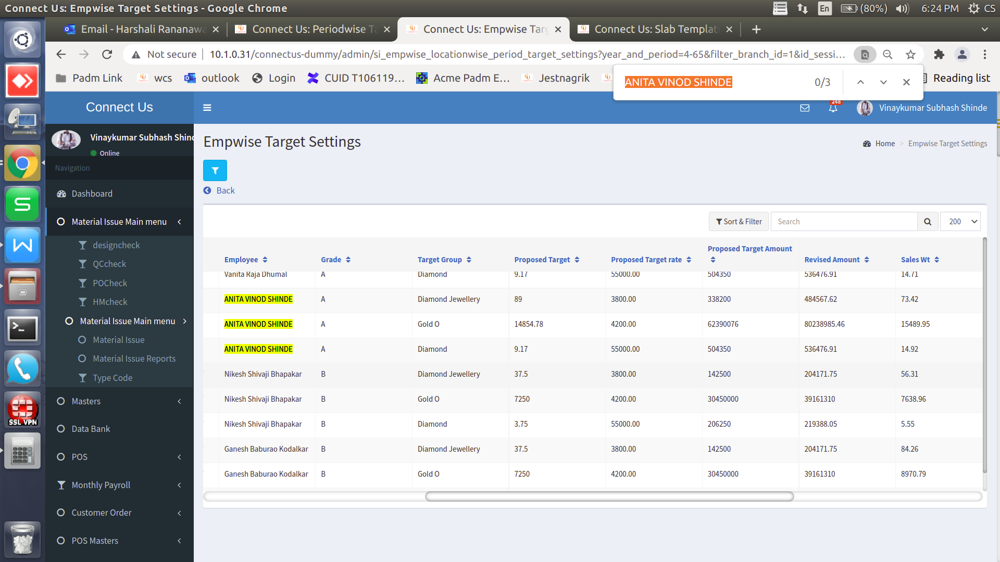 Connect Us: Empwise Target Settings - Google Chrome
En (80%) 6:24 PM CS
Email - Harshali Rananawa
Connect Us: Periodwise Ta
Connect Us: Empwise Targ
Connect Us: Slab Template
Not secure 10.1.0.31/connectus-dummy/admin/si_empwise_locationwise_period_target_settings?year_and_period=4-65&filter_branch_id=1&id_sessi...
Padm Link wcs outlook Login CUID T106119... Acme Padm E... Jestnagrik Reading list
ANITA VINOD SHINDE 0/3
Connect Us
248
Vinaykumar Subhash Shinde
Vinaykumar Subhash Shind
Online
Navigation
Dashboard
Material Issue Main menu
designcheck
QCcheck
POCheck
HMcheck
Material Issue Main menu
Material Issue
Material Issue Reports
Type Code
Masters
Data Bank
POS
Monthly Payroll
Customer Order
POS Masters
SSL VPN
Empwise Target Settings
Home > Empwise Target Settings
Back
Sort & Filter Search 200
Employee Grade Target Group Proposed Target Proposed Target rate Proposed Target Amount Revised Amount Sales Wt
Vanita Raja Dhumal A Diamond 9.17 55000.00 504350 536476.91 14.71
ANITA VINOD SHINDE A Diamond Jewellery 89 3800.00 338200 484567.62 73.42
ANITA VINOD SHINDE A Gold O 14854.78 4200.00 62390076 80238985.46 15489.95
ANITA VINOD SHINDE A Diamond 9.17 55000.00 504350 536476.91 14.92
Nikesh Shivaji Bhapakar B Diamond Jewellery 37.5 3800.00 142500 204171.75 56.31
Nikesh Shivaji Bhapakar B Gold O 7250 4200.00 30450000 39161310 7638.96
Nikesh Shivaji Bhapakar B Diamond 3.75 55000.00 206250 219388.05 5.55
Ganesh Baburao Kodalkar B Diamond Jewellery 37.5 3800.00 142500 204171.75 84.26
Ganesh Baburao Kodalkar B Gold O 7250 4200.00 30450000 39161310 8970.79